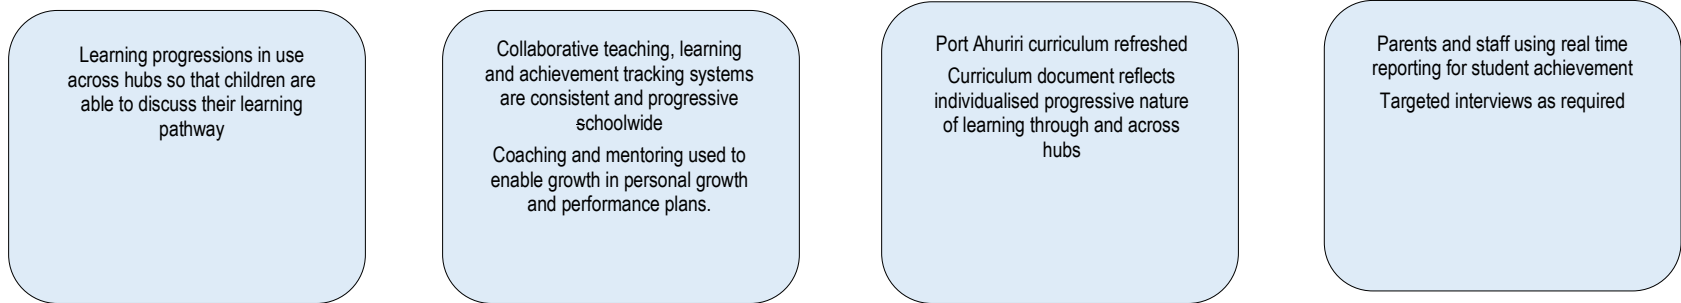 Learning progressions in use
across hubs so that children are
able to discuss their learning
pathway
Collaborative teaching, learning
and achievement tracking systems
are consistent and progressive
schoolwide
Coaching and mentoring used to
enable growth in personal growth
and performance plans.
Port Ahuriri curriculum refreshed
Curriculum document reflects
individualised progressive nature
of learning through and across
hubs
Parents and staff using real time
reporting for student achievement
Targeted interviews as required